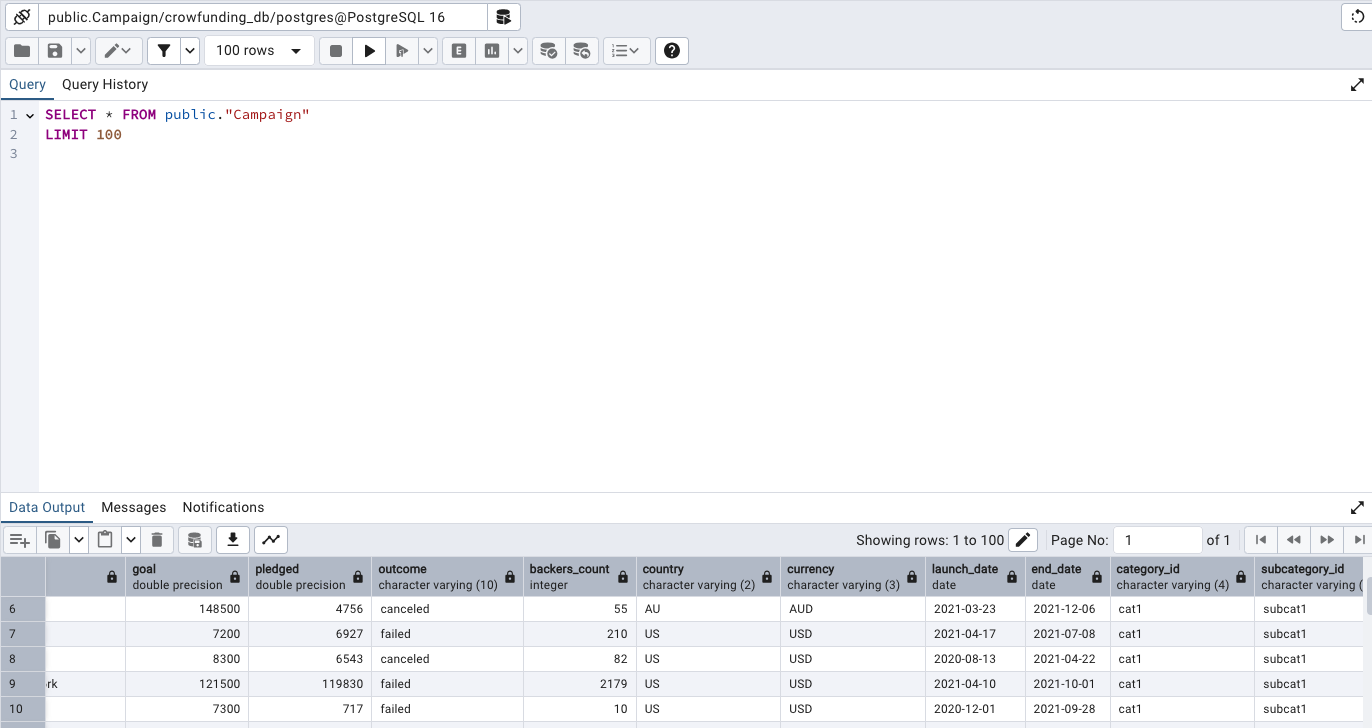 public.Campaign/crowfunding_db/postgres@PostgreSQL 16
100 rows
E
?
Query Query History
1 SELECT * FROM public."Campaign"
2 LIMIT 100
3
Data Output Messages Notifications
Showing rows: 1 to 100 Page No: 1 of 1
goal pledged outcome backers_count country currency launch_date end_date category_id subcategory_id
double precision double precision character varying (10) integer character varying (2) character varying (3) date date character varying (4) character varying (
6 148500 4756 canceled 55 AU AUD 2021-03-23 2021-12-06 cat1 subcat1
7 7200 6927 failed 210 US USD 2021-04-17 2021-07-08 cat1 subcat1
8 8300 6543 canceled 82 US USD 2020-08-13 2021-04-22 cat1 subcat1
9 rk 121500 119830 failed 2179 US USD 2021-04-10 2021-10-01 cat1 subcat1
10 7300 717 failed 10 US USD 2020-12-01 2021-09-28 cat1 subcat1